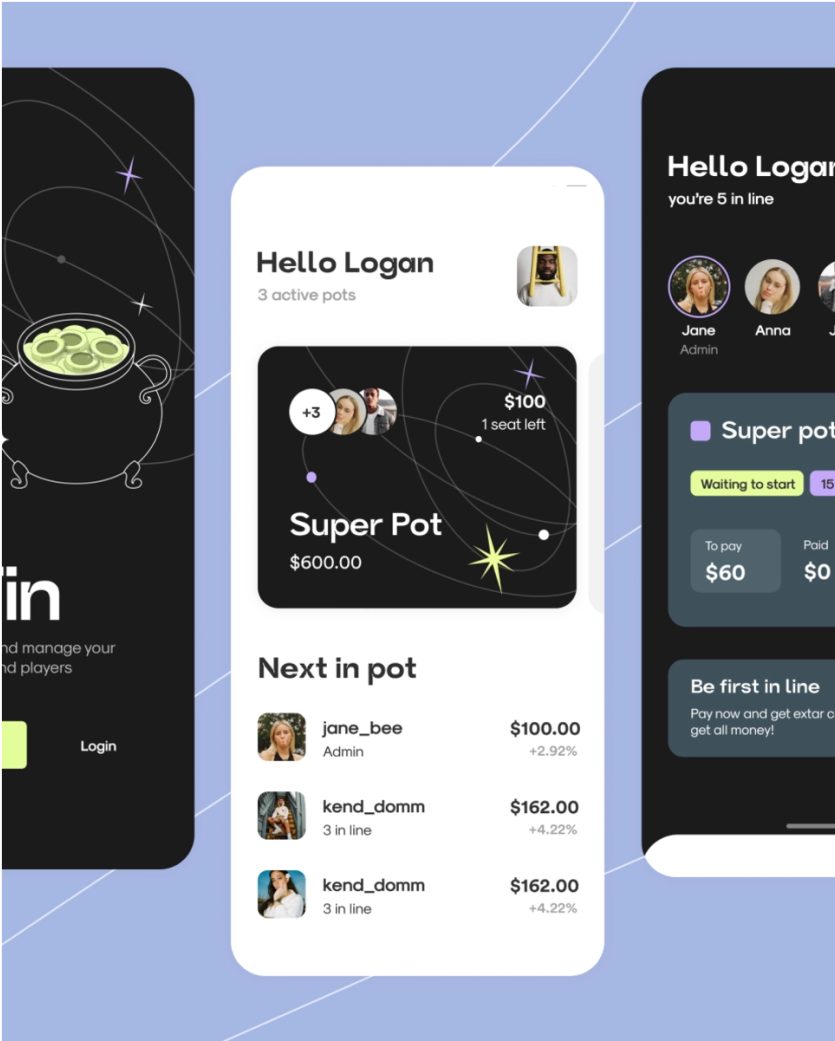 in
nd manage your
nd players
Login
Hello Logan
3 active pots
+3
$100
1 seat left
Super Pot
$600.00
Next in pot
jane_bee
$100.00
Admin
+2.92%
kend_domm
$162.00
3 in line
+4.22%
kend_domm
$162.00
3 in line
+4.22%
Hello Logan
you're 5 in line
Jane
Anna
J
Admin
Super pot
Waiting to start
15
To pay
Paid
$60
$0
Be first in line
Pay now and get extar c
get all money!